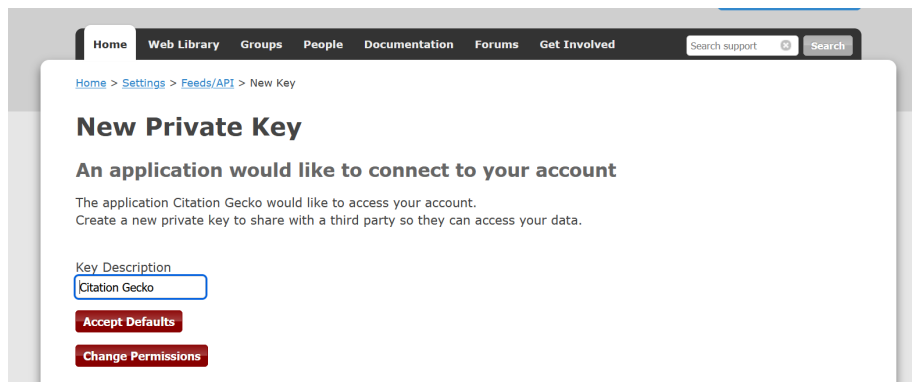 Home Web Library Groups People Documentation Forums Get Involved Search support Search
Home > Settings > Feeds/API > New Key
New Private Key
An application would like to connect to your account
The application Citation Gecko would like to access your account.
Create a new private key to share with a third party so they can access your data.
Key Description
Citation Gecko
Accept Defaults
Change Permissions